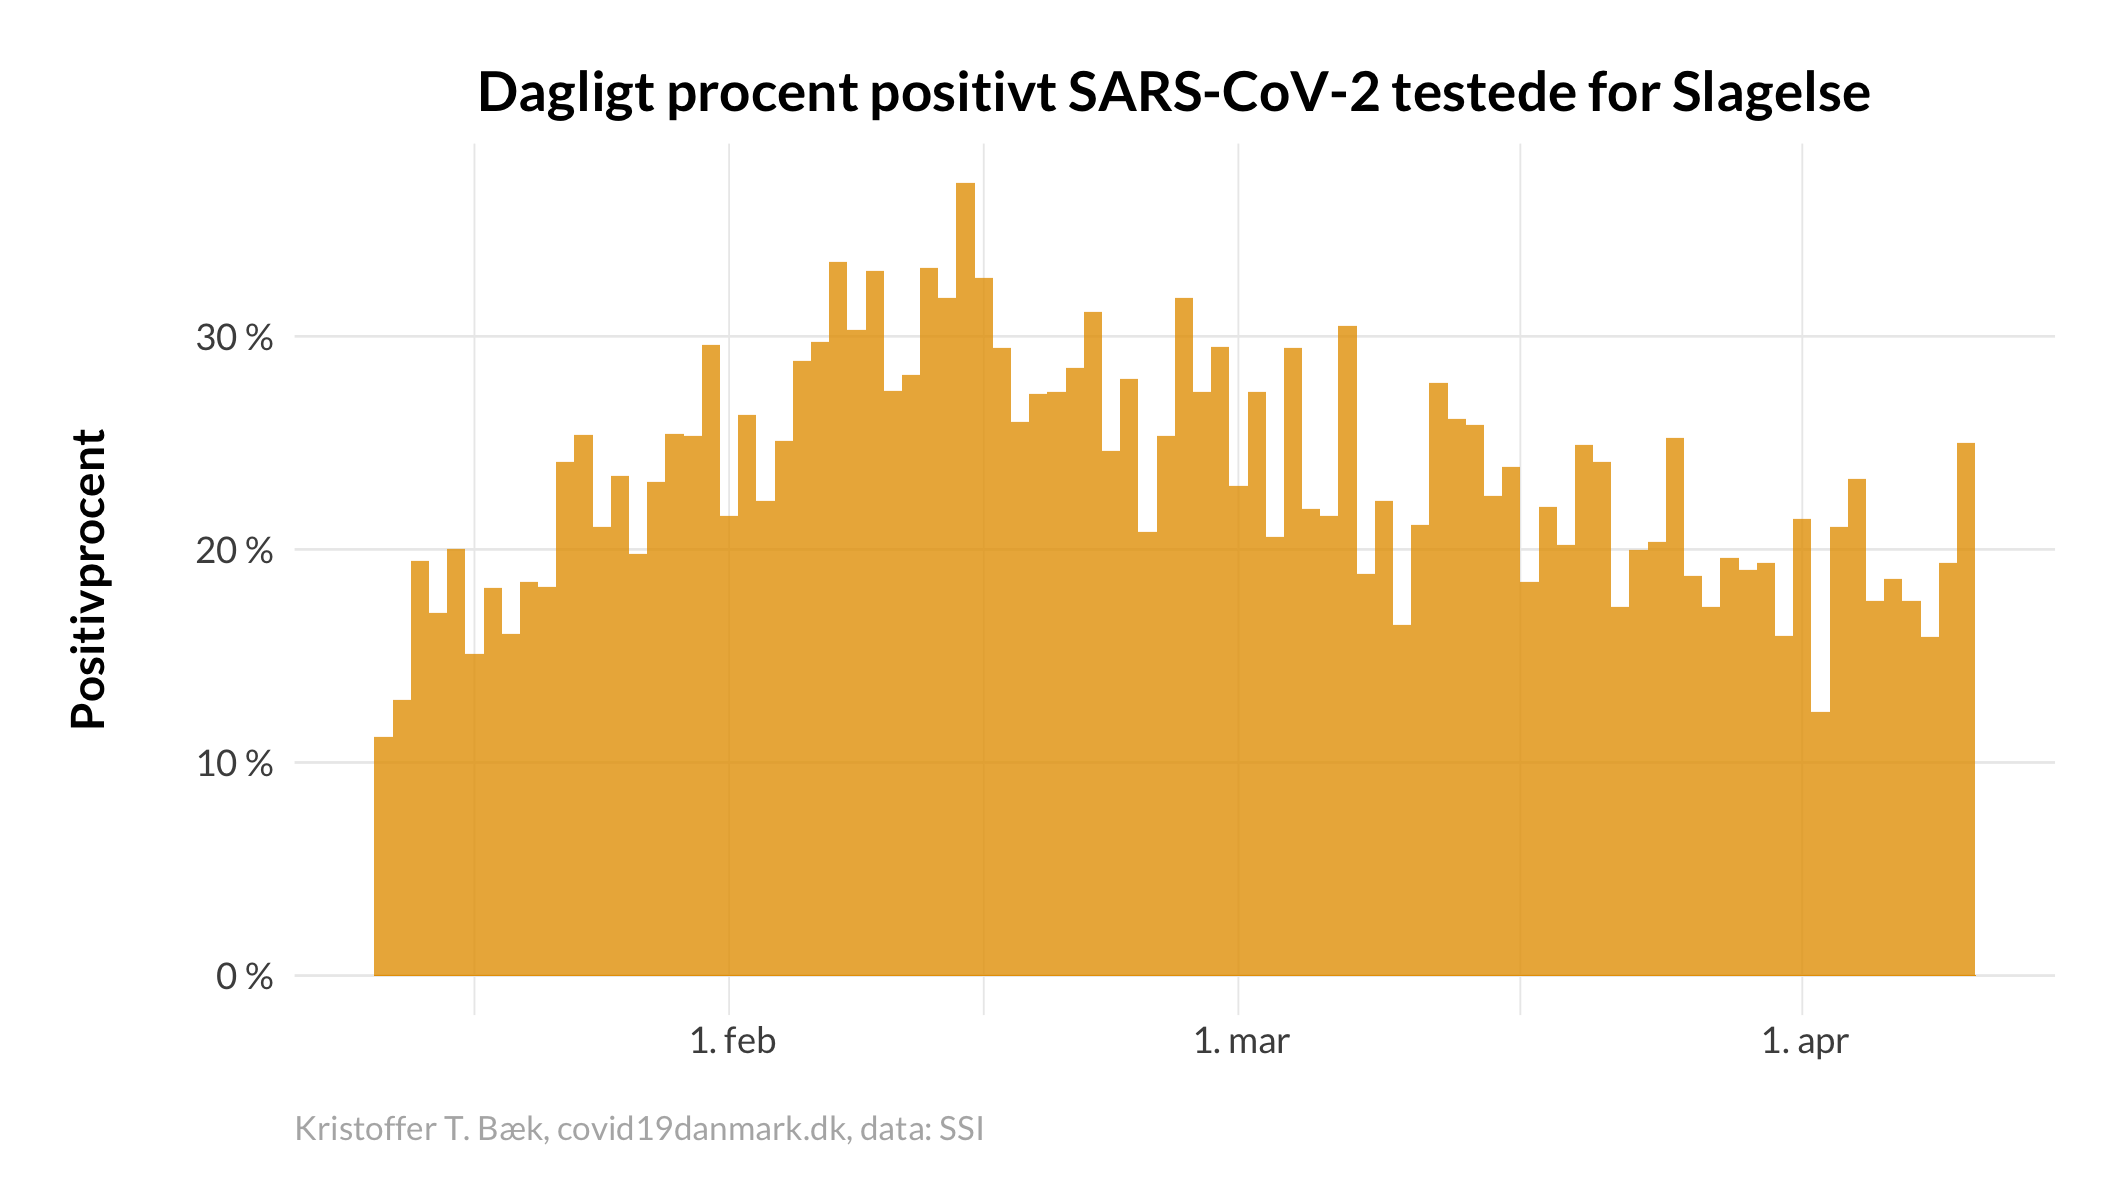 Dagligt procent positivt SARS-CoV-2 testede for Slagelse
Positivprocent
30 %
20 %
10 %
0 %
1. feb
1. mar
1. apr
Kristoffer T. Bæk, covid19danmark.dk, data: SSI